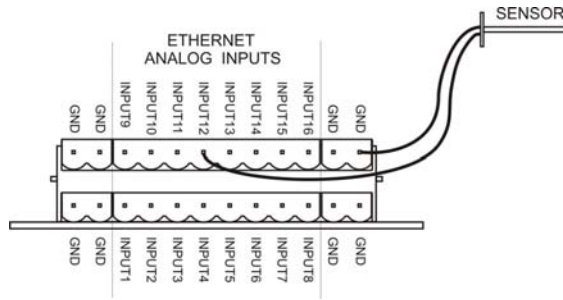 SENSOR
ETHERNET
ANALOG INPUTS
GND
GND
INPUT9
INPUT10
INPUT11
INPUT12
INPUT13
INPUT14
INPUT15
INPUT16
GND
GND
GND
GND
INPUT1
INPUT2
INPUT3
INPUT4
INPUT5
INPUT6
INPUT7
INPUT8
GND
GND